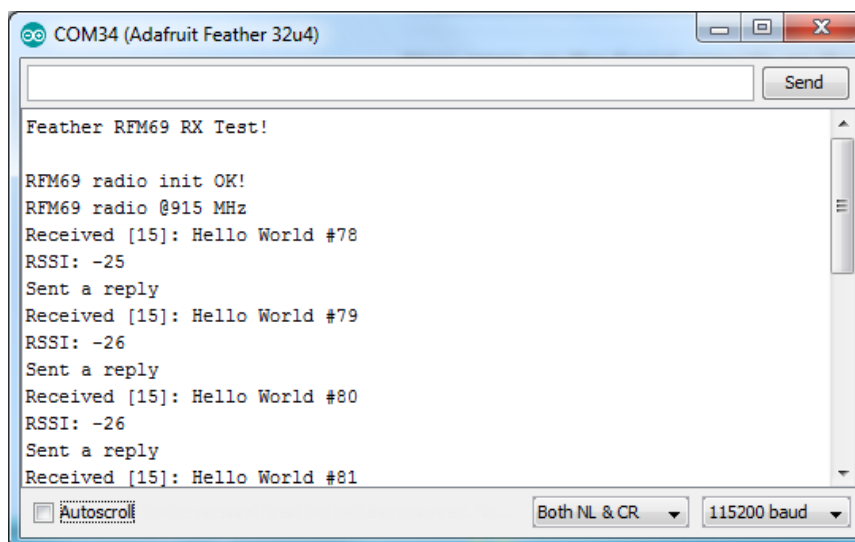 COM34 (Adafruit Feather 32u4)
Send
Feather RFM69 RX Test!
RFM69 radio init OK!
RFM69 radio @915 MHz
Received [15]: Hello World #78
RSSI: -25
Sent a reply
Received [15]: Hello World #79
RSSI: -26
Sent a reply
Received [15]: Hello World #80
RSSI: -26
Sent a reply
Received [15]: Hello World #81
Autoscroll Both NL & CR 115200 baud